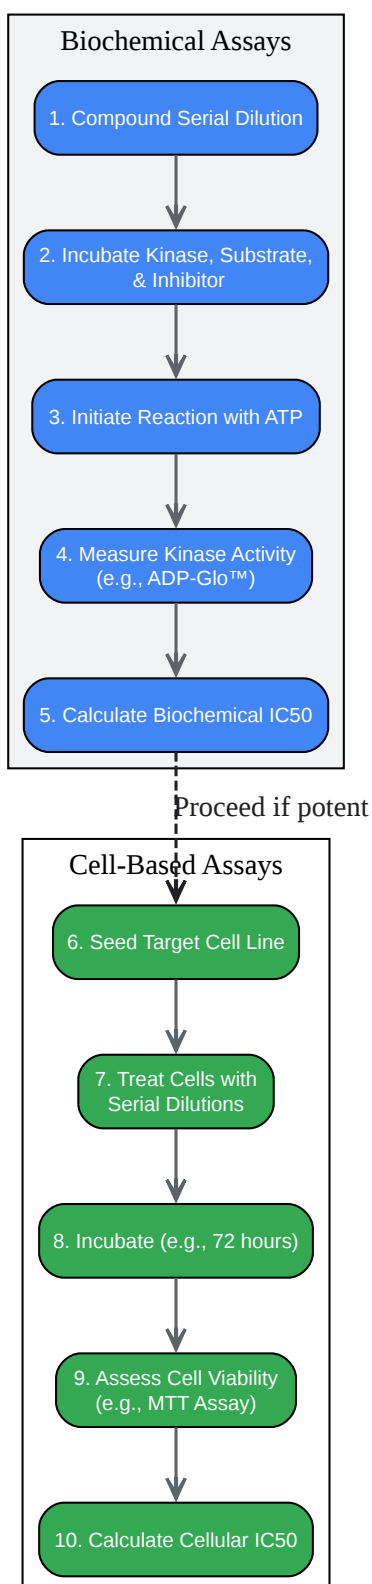 Biochemical Assays
1. Compound Serial Dilution
2. Incubate Kinase, Substrate,
& Inhibitor
3. Initiate Reaction with ATP
4. Measure Kinase Activity
(e.g., ADP-Glo™)
5. Calculate Biochemical IC50
Proceed if potent
Cell-Based Assays
6. Seed Target Cell Line
7. Treat Cells with
Serial Dilutions
8. Incubate (e.g., 72 hours)
9. Assess Cell Viability
(e.g., MTT Assay)
10. Calculate Cellular IC50